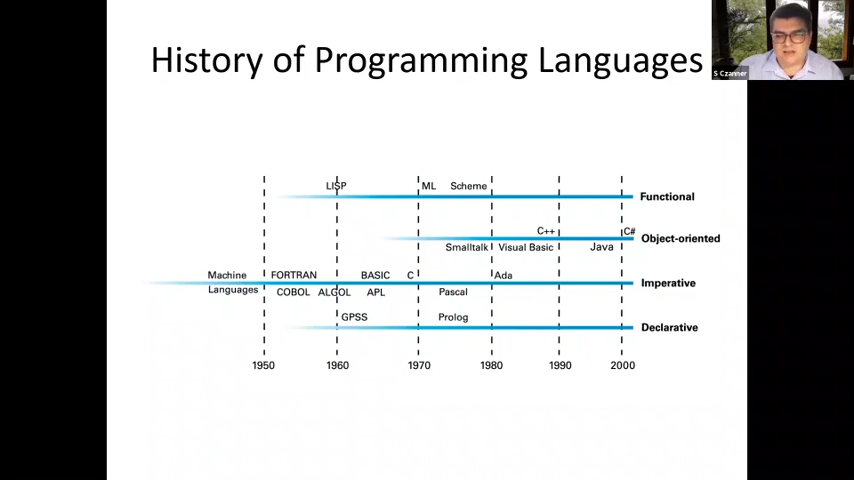 History of Programming Languages
S Czanner
LISP ML Scheme
Functional
C++ C#
Object-oriented
Smalltalk Visual Basic Java
Machine FORTRAN BASIC C Ada
Imperative
Languages COBOL ALGOL APL Pascal
GPSS Prolog
Declarative
1950 1960 1970 1980 1990 2000